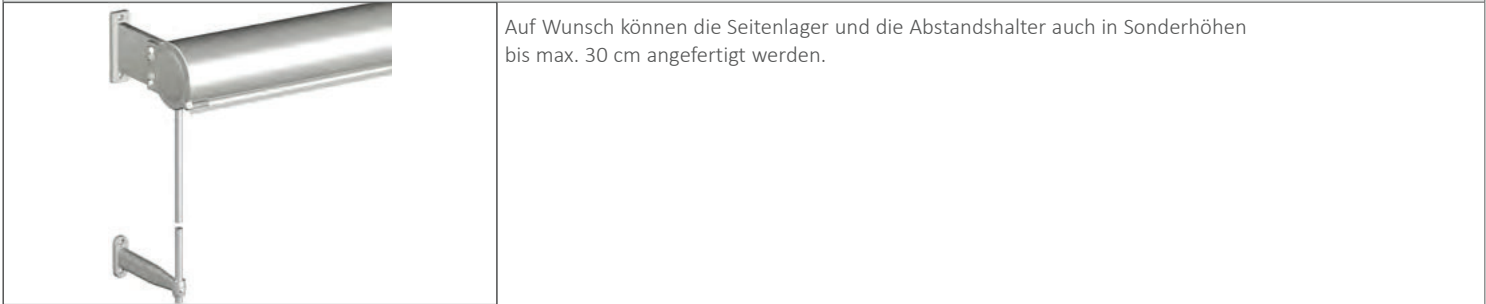 Auf Wunsch können die Seitenlager und die Abstandshalter auch in Sonderhöhen
bis max. 30 cm angefertigt werden.